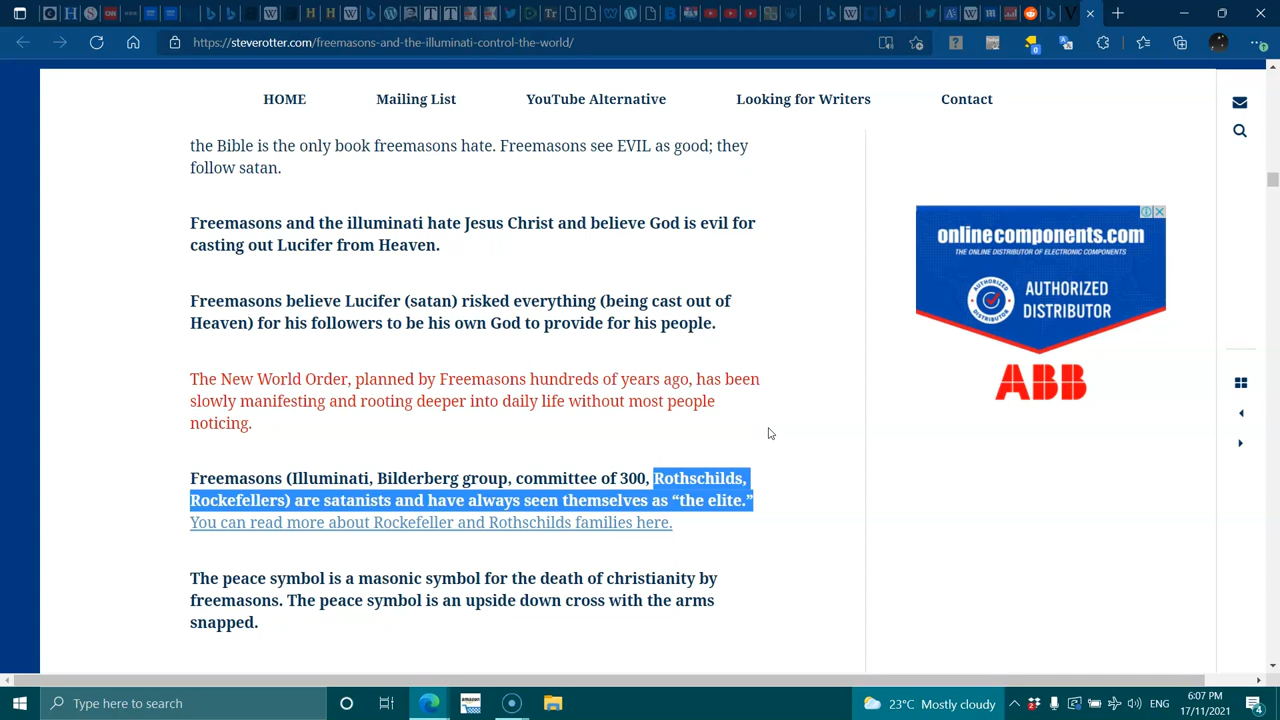 https://steverotter.com/freemasons-and-the-illuminati-control-the-world/
HOME Mailing List YouTube Alternative Looking for Writers Contact
the Bible is the only book freemasons hate. Freemasons see EVIL as good; they
follow satan.
Freemasons and the illuminati hate Jesus Christ and believe God is evil for
casting out Lucifer from Heaven.
Freemasons believe Lucifer (satan) risked everything (being cast out of
Heaven) for his followers to be his own God to provide for his people.
The New World Order, planned by Freemasons hundreds of years ago, has been
slowly manifesting and rooting deeper into daily life without most people
noticing.
Freemasons (Illuminati, Bilderberg group, committee of 300, Rothschilds,
Rockefellers) are satanists and have always seen themselves as “the elite.”
You can read more about Rockefeller and Rothschilds families here.
The peace symbol is a masonic symbol for the death of christianity by
freemasons. The peace symbol is an upside down cross with the arms
snapped.
onlinecomponents.com
THE ONLINE DISTRIBUTOR OF ELECTRONIC COMPONENTS
AUTHORIZED
DISTRIBUTOR
ABB
Type here to search
amazon
23°C Mostly cloudy
ENG
6:07 PM
17/11/2021